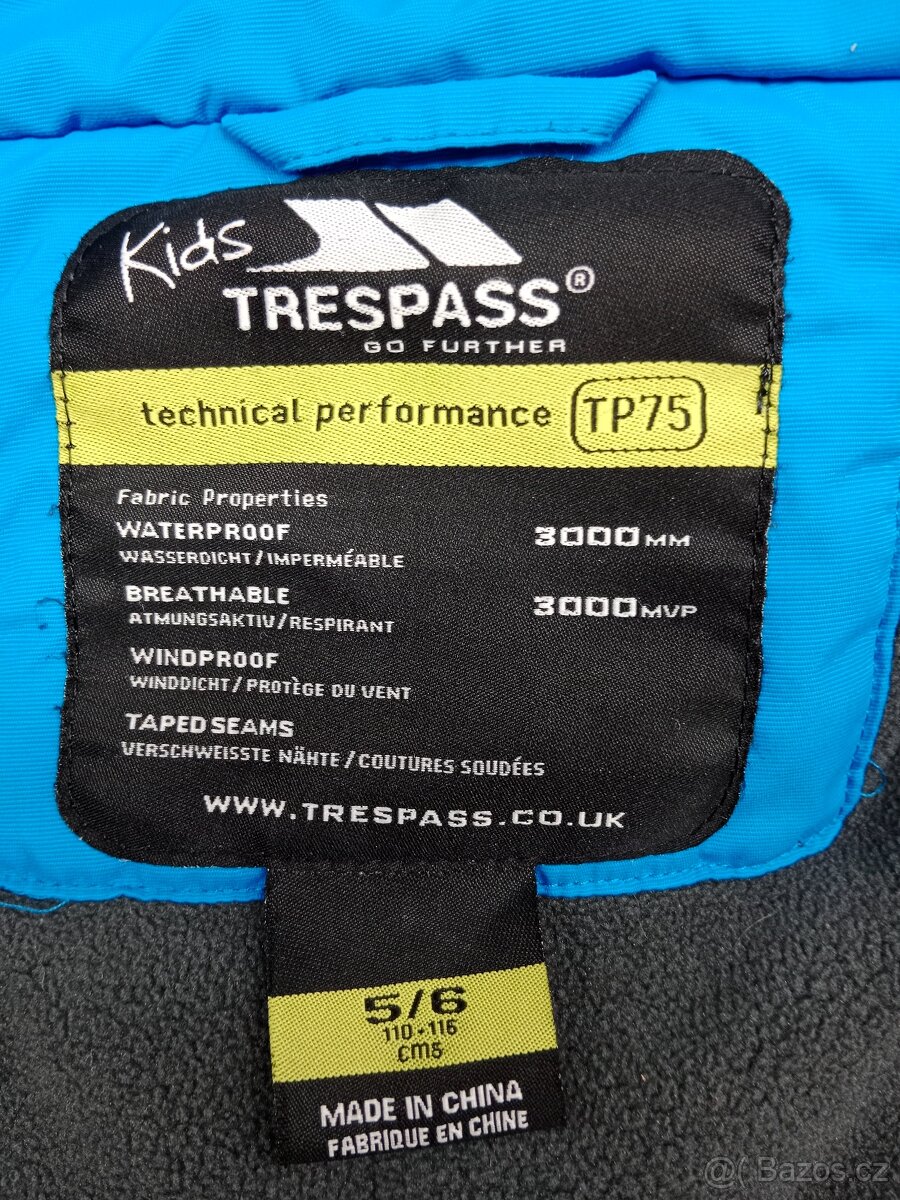 Kids
TRESPASS®
GO FURTHER
technical performance TP75
Fabric Properties
WATERPROOF 3000MM
WASSERDICHT/IMPERMÉABLE
BREATHABLE 3000MVP
ATMUNGSAKTIV/RESPIRANT
WINDPROOF
WINDDICHT/PROTÈGE DU VENT
TAPED SEAMS
VERSCHWEISSTE NÄHTE/COUTURES SOUDÉES
WWW.TRESPASS.CO.UK
5/6
110-116
cms
MADE IN CHINA
FABRIQUE EN CHINE
@( Bazos.cz